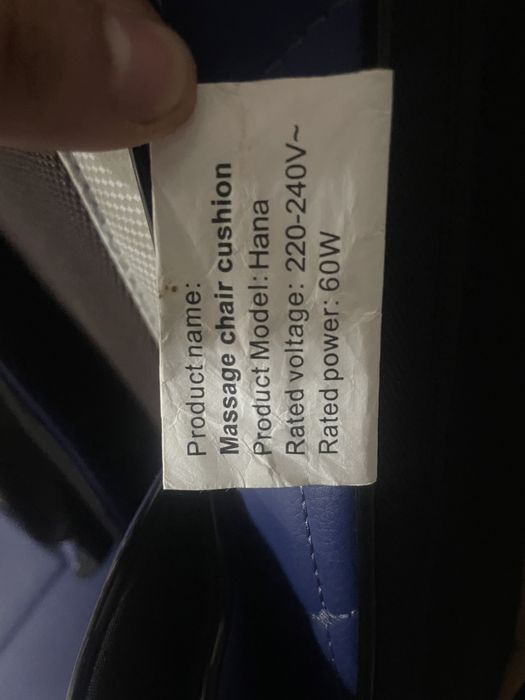 Product name:
Massage chair cushion
Product Model: Hana
Rated voltage: 220-240V~
Rated power: 60W